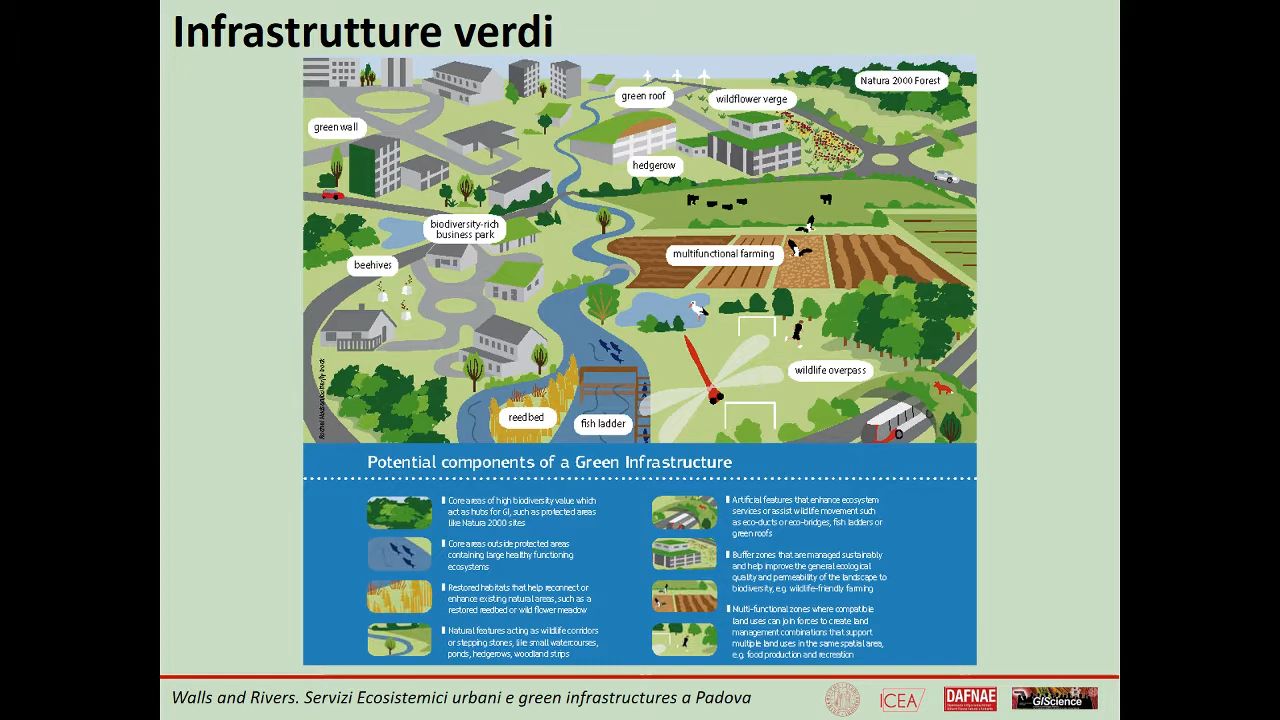 Infrastrutture verdi
Natura 2000 Forest
green roof
wildflower verge
green wall
hedgerow
biodiversity-rich
business park
multifunctional farming
beehives
wildlife overpass
reedbed
fish ladder
Potential components of a Green Infrastructure
Core areas of high biodiversity value which
act as hubs for GI, such as protected areas
like Natura 2000 sites
Core areas outside protected areas
containing large healthy functioning
ecosystems
Restored habitats that help reconnect or
enhance existing natural areas, such as a
restored reedbed or wild flower meadow
Natural features acting as wildlife corridors
or stepping stones, like small watercourses,
ponds, hedgerows, woodland strips
Artificial features that enhance ecosystem
services or assist wildlife movement such
as eco-ducts or eco-bridges, fish ladders or
green roofs
Buffer zones that are managed sustainably
and help improve the general ecological
quality and permeability of the landscape to
biodiversity, e.g. wildlife-friendly farming
Multi-functional zones where compatible
land uses can join forces to create land
management combinations that support
multiple land uses in the same spatial area,
e.g. food production and recreation
Walls and Rivers. Servizi Ecosistemici urbani e green infrastructures a Padova
ICEA
DAFNAE
GIScience